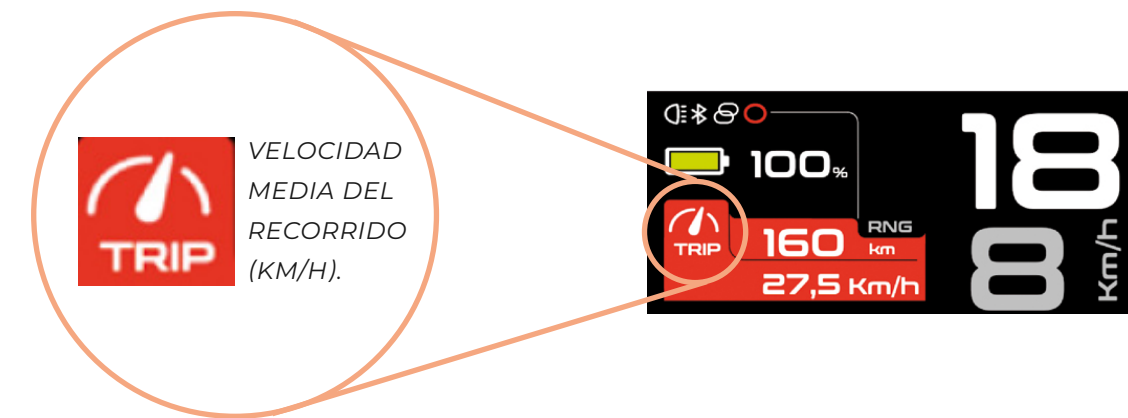 TRIP
VELOCIDAD
MEDIA DEL
RECORRIDO
(KM/H).
100%
TRIP
160 km
RNG
27,5 Km/h
18
8
Km/h